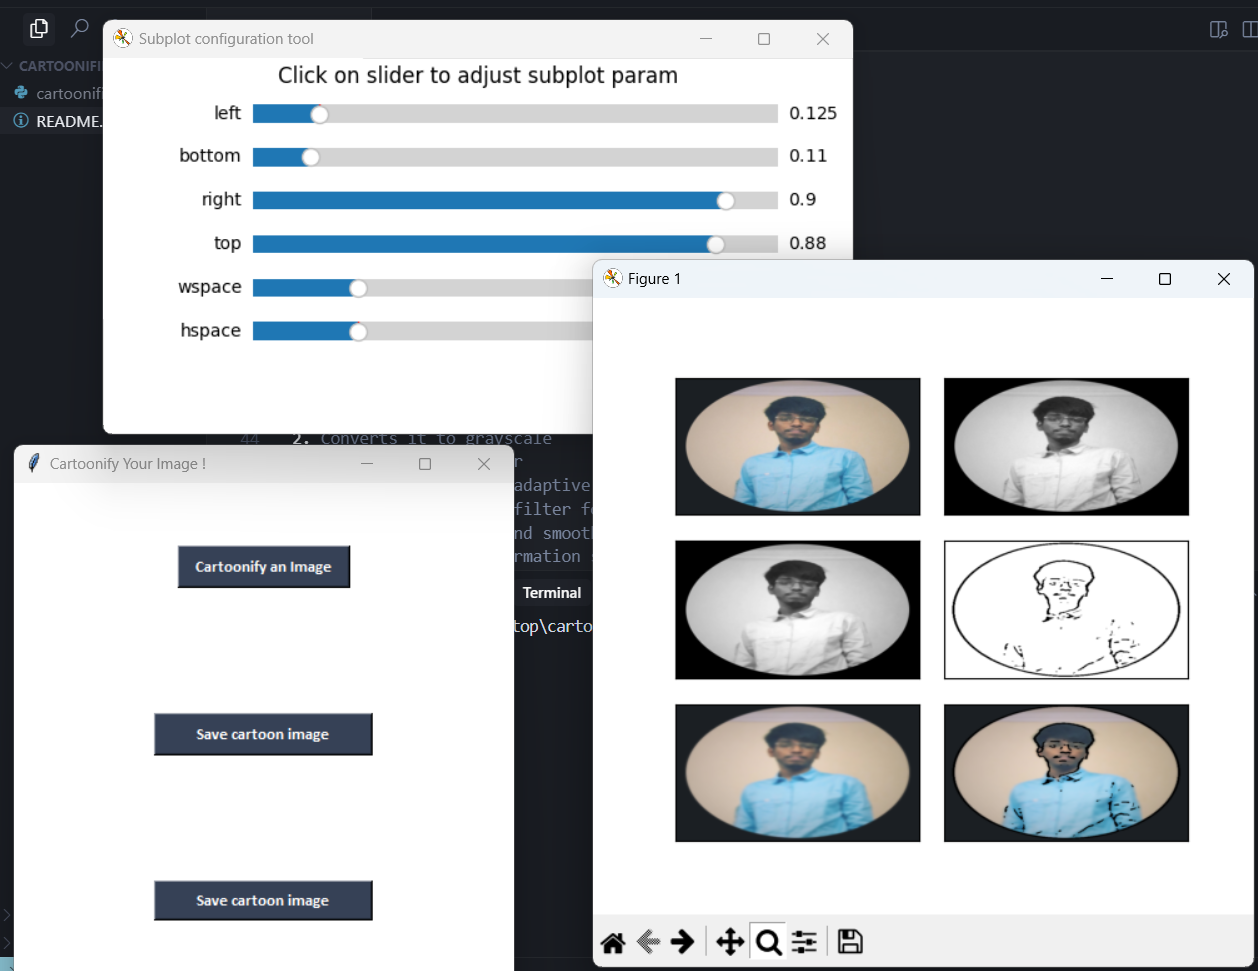 CARTOONIFI
cartoonifi
README.
Subplot configuration tool
Click on slider to adjust subplot param
left 0.125
bottom 0.11
right 0.9
top 0.88
wspace
hspace
Figure 1
44 2. Converts it to grayscale
r
adaptive
filter fo
nd smoot
rmation
Terminal
top\carto
Cartoonify Your Image !
Cartoonify an Image
Save cartoon image
Save cartoon image